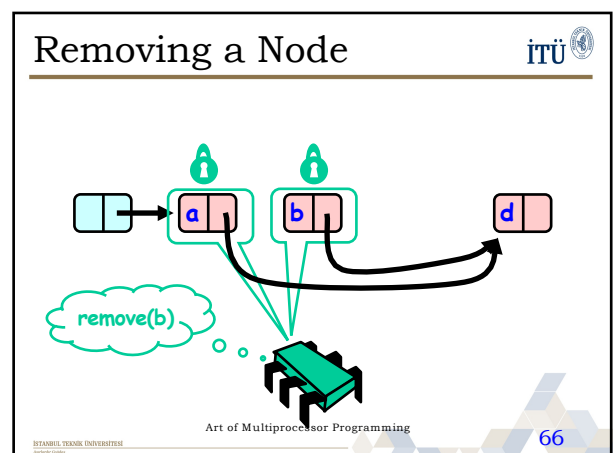 Removing a Node
İTÜ
a b d
remove(b)
Art of Multiprocessor Programming
İSTANBUL TEKNİK ÜNİVERSİTESİ
66